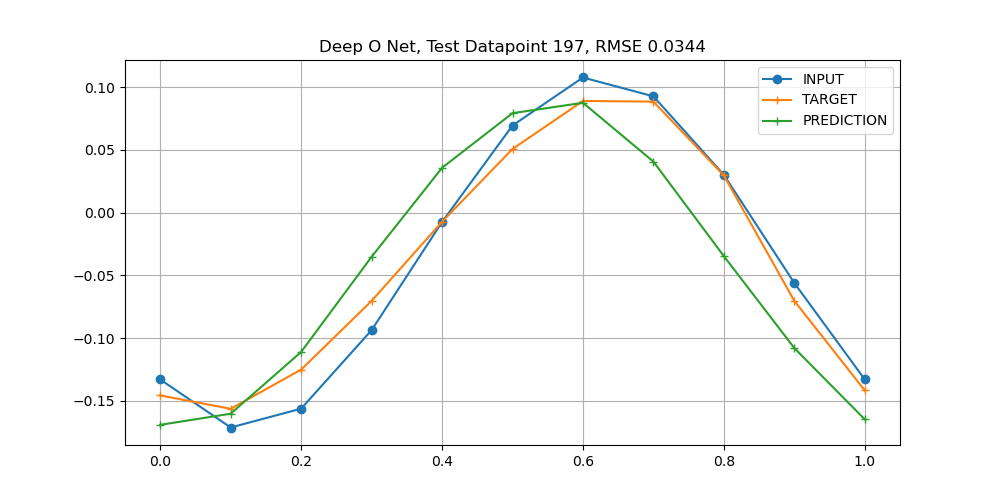 Deep O Net, Test Datapoint 197, RMSE 0.0344
INPUT
TARGET
PREDICTION
0.10
0.05
0.00
−0.05
−0.10
−0.15
0.0 0.2 0.4 0.6 0.8 1.0